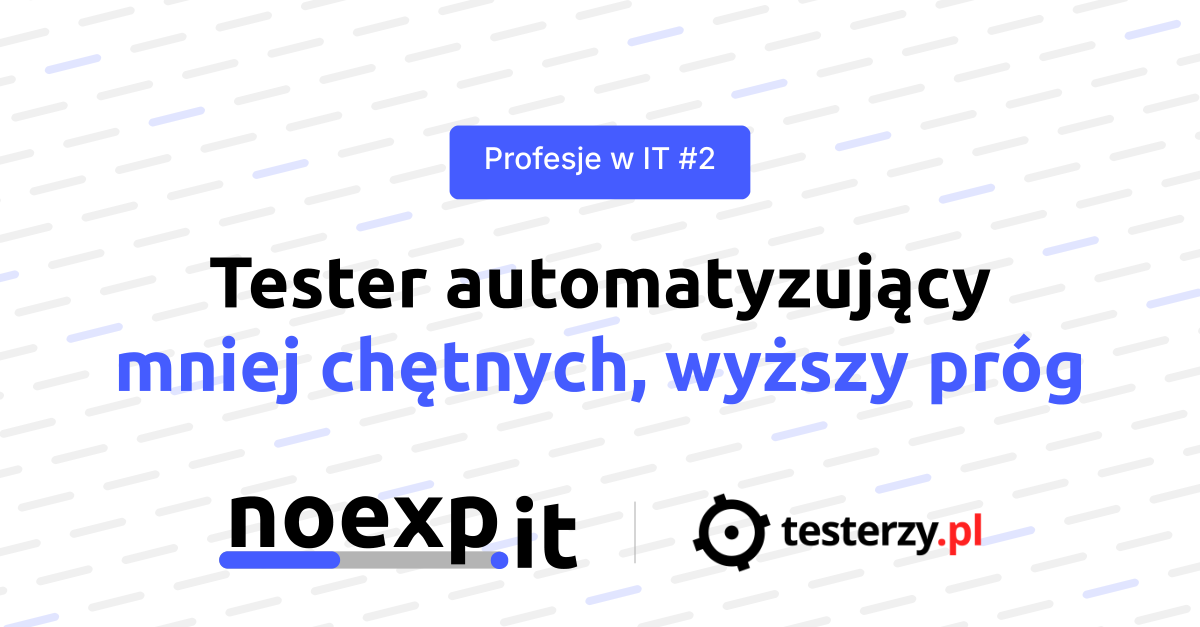 Profesje w IT #2
Tester automatyzujący
mniej chętnych, wyższy próg
noexp.it
testerzy.pl